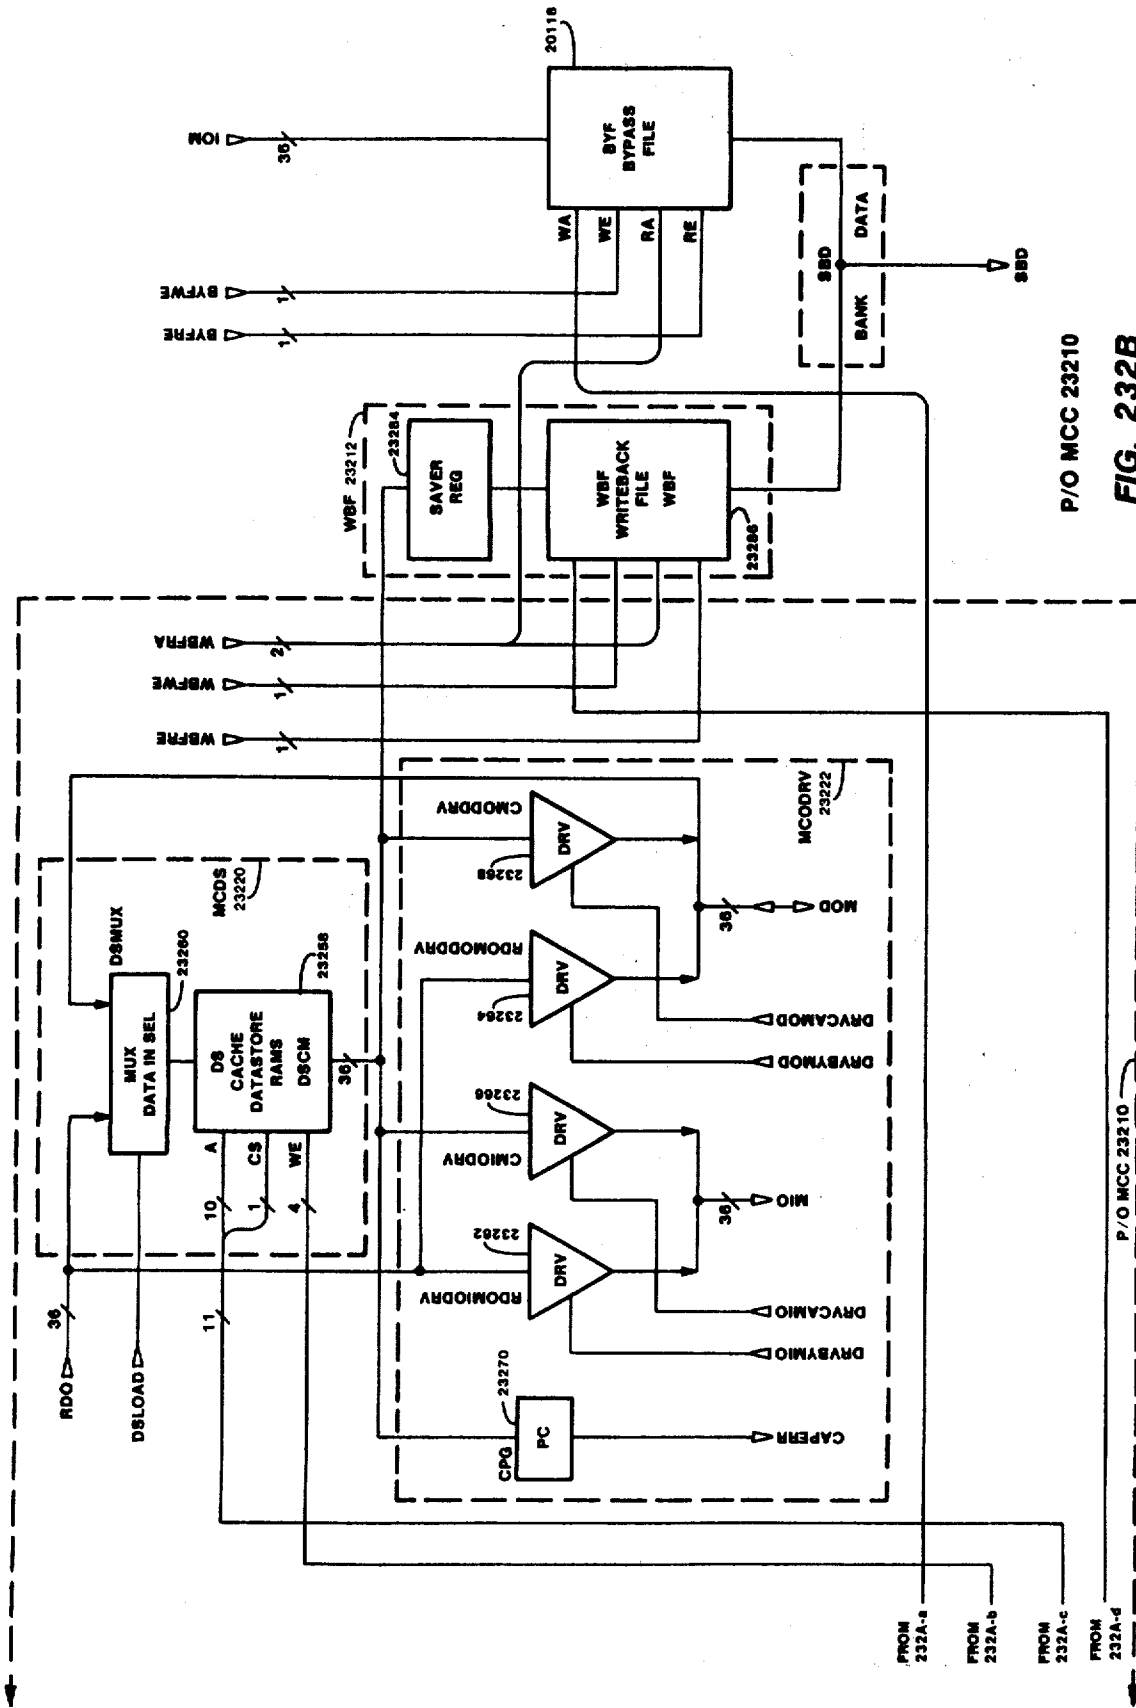 RDO
36
DSLOAD
MUX
DATA IN SEL
DSMUX
23260
MCDS
23220
DS
CACHE
DATASTORE
RAMS
DSCM
23258
A
CS
WE
10
1
4
11
36
WBFRE
1
WBFWE
1
WBFRA
2
WBF 23212
23284
SAVER
REG
WBF
WRITEBACK
FILE
WBF
23286
BYFRE
1
BYFWE
1
IOM
36
20118
BYF
BYPASS
FILE
WA
WE
RA
RE
SBD
BANK DATA
SBD
CPG
23270
PC
CAPERR
RDOMIODRV
23262
DRV
CMIODRV
23266
DRV
RDOMODDRV
23264
DRV
CMODDRV
23268
DRV
MCODRV
23222
DRVBYMIO
DRVCAMIO
36
MIO
DRVBYMOD
DRVCAMOD
36
MOD
FROM
232A-a
FROM
232A-b
FROM
232A-c
FROM
232A-d
P/O MCC 23210
P/O MCC 23210
FIG. 232B